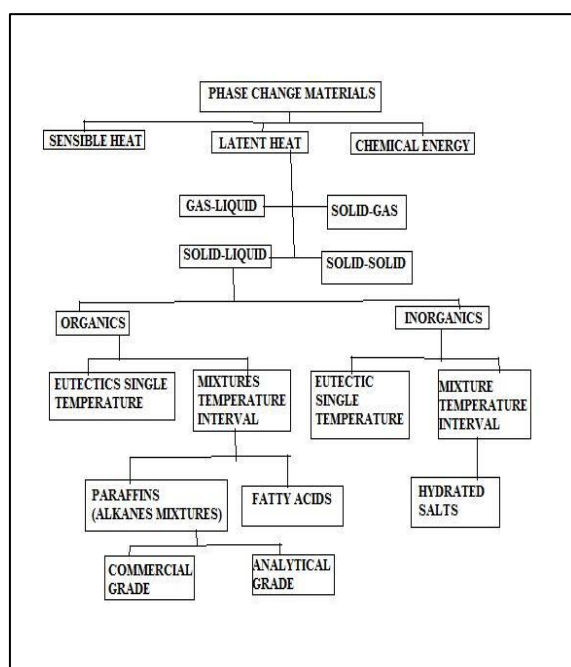 PHASE CHANGE MATERIALS
SENSIBLE HEAT
LATENT HEAT
CHEMICAL ENERGY
GAS-LIQUID
SOLID-GAS
SOLID-LIQUID
SOLID-SOLID
ORGANICS
INORGANICS
EUTECTICS SINGLE
TEMPERATURE
MIXTURES
TEMPERATURE
INTERVAL
EUTECTIC
SINGLE
TEMPERATURE
MIXTURE
TEMPERATURE
INTERVAL
PARAFFINS
(ALKANES MIXTURES)
FATTY ACIDS
HYDRATED
SALTS
COMMERCIAL
GRADE
ANALYTICAL
GRADE